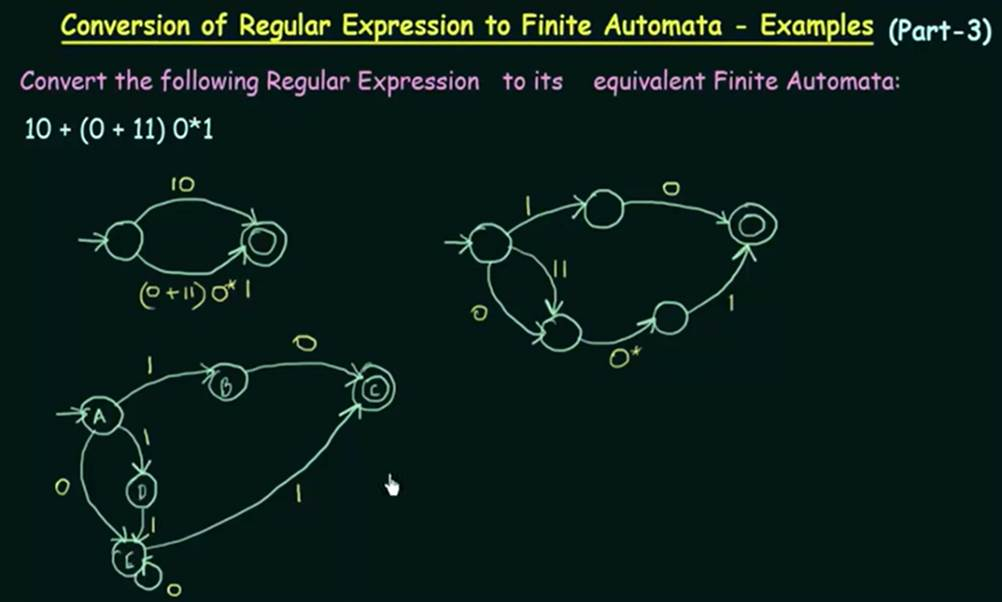 Conversion of Regular Expression to Finite Automata - Examples (Part-3)
Convert the following Regular Expression to its equivalent Finite Automata:
10 + (0 + 11) 0*1
10
(0+11) 0* 1
1
0
11
0
0*
1
1
0
A
B
C
1
0
D
1
1
E
0